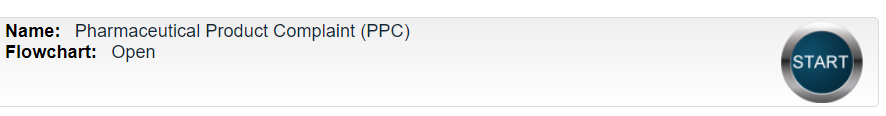 Name: Pharmaceutical Product Complaint (PPC)
Flowchart: Open
START